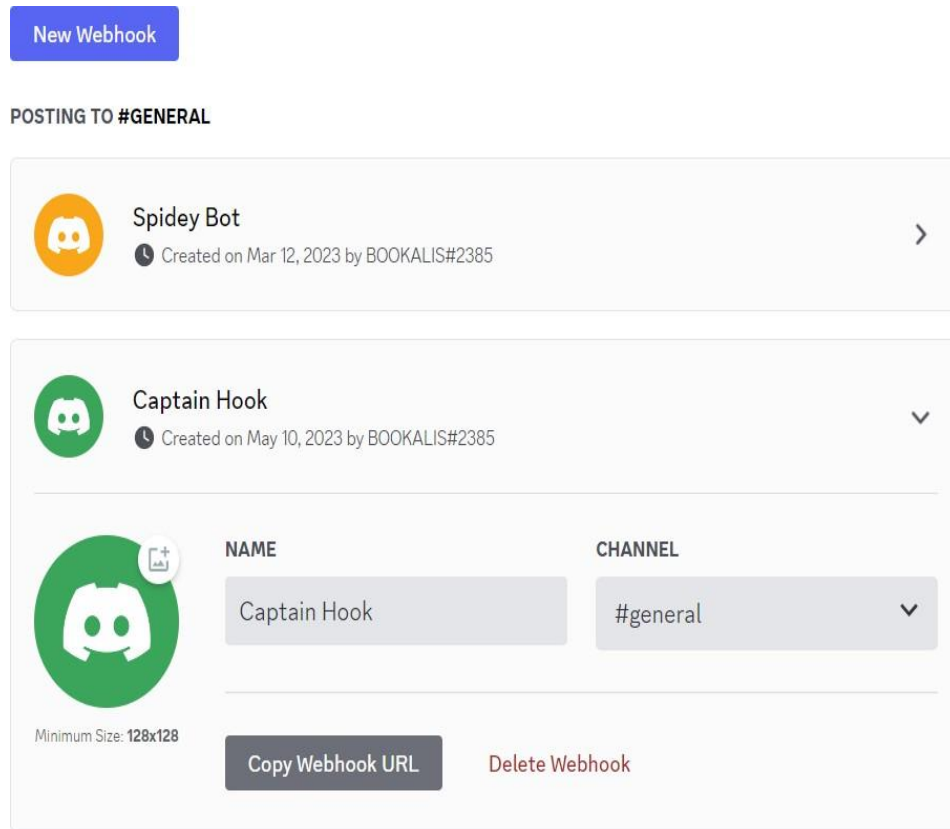 New Webhook
POSTING TO #GENERAL
Spidey Bot
Created on Mar 12, 2023 by BOOKALIS#2385
Captain Hook
Created on May 10, 2023 by BOOKALIS#2385
NAME
CHANNEL
Captain Hook
#general
Minimum Size: 128x128
Copy Webhook URL
Delete Webhook